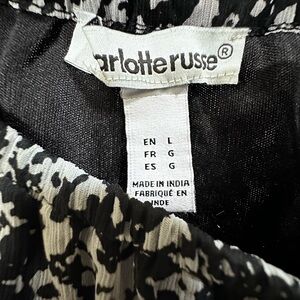 arlotte russe®
EN L
FR G
ES G
MADE IN INDIA
FABRIQUÉ EN
INDE